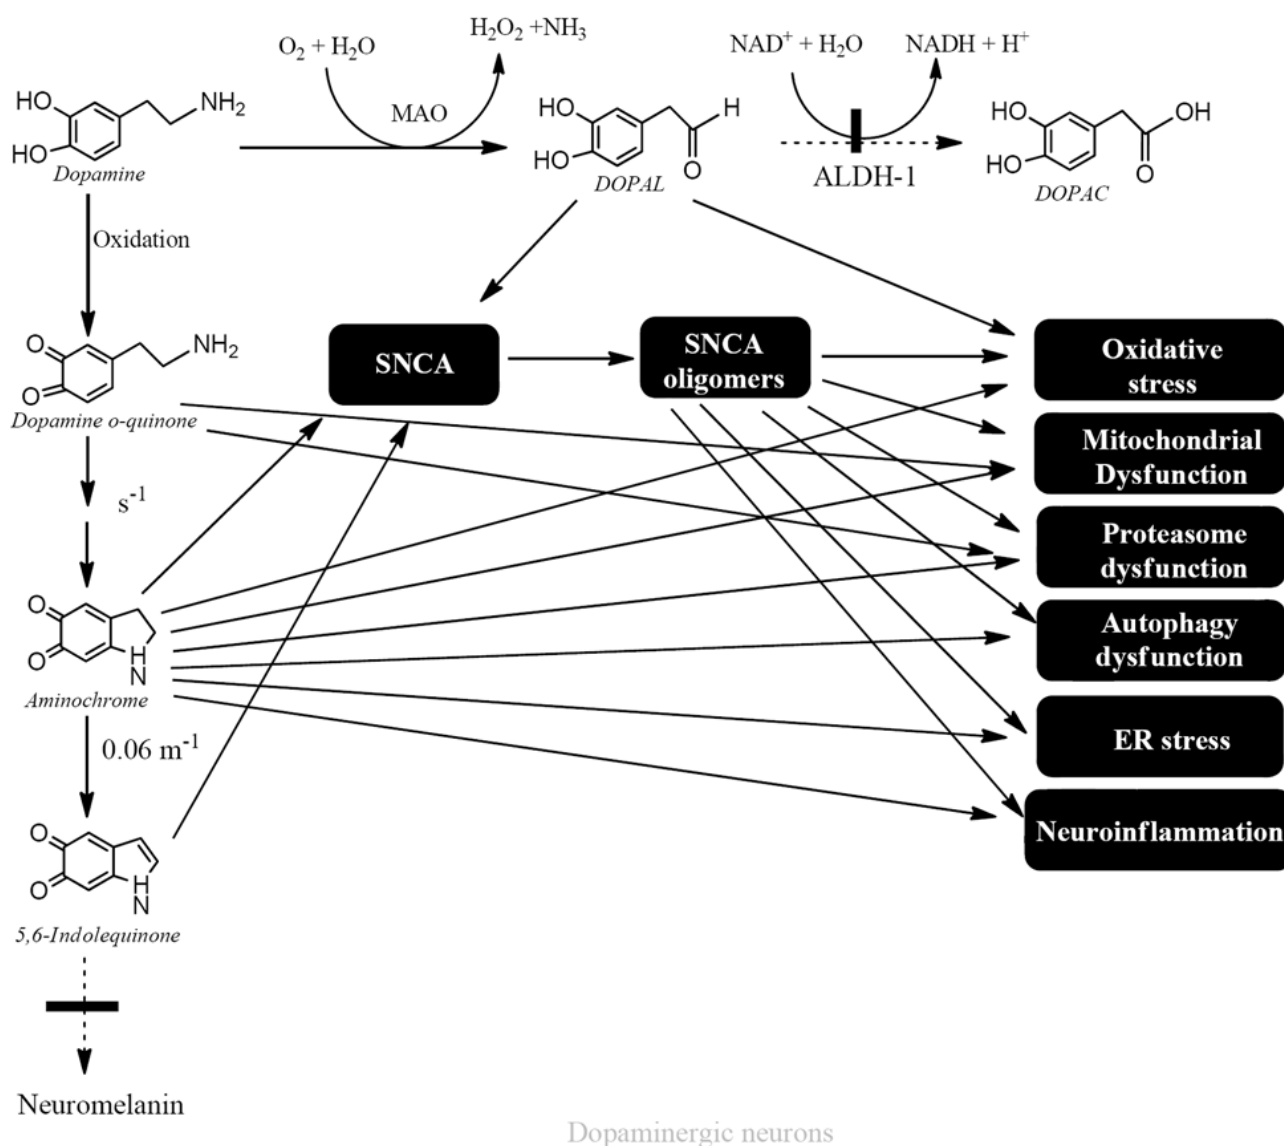 O₂ + H₂O
H₂O₂ +NH₃
NAD⁺ + H₂O
NADH + H⁺
HO
HO
NH₂
Dopamine
MAO
HO
HO
H
O
DOPAL
ALDH-1
HO
HO
OH
O
DOPAC
Oxidation
O
O
NH₂
Dopamine o-quinone
SNCA
SNCA
oligomers
Oxidative
stress
Mitochondrial
Dysfunction
s⁻¹
Proteasome
dysfunction
O
O
H
N
Aminochrome
Autophagy
dysfunction
0.06 m⁻¹
ER stress
O
O
H
N
5,6-Indolequinone
Neuroinflammation
Neuromelanin
Dopaminergic neurons